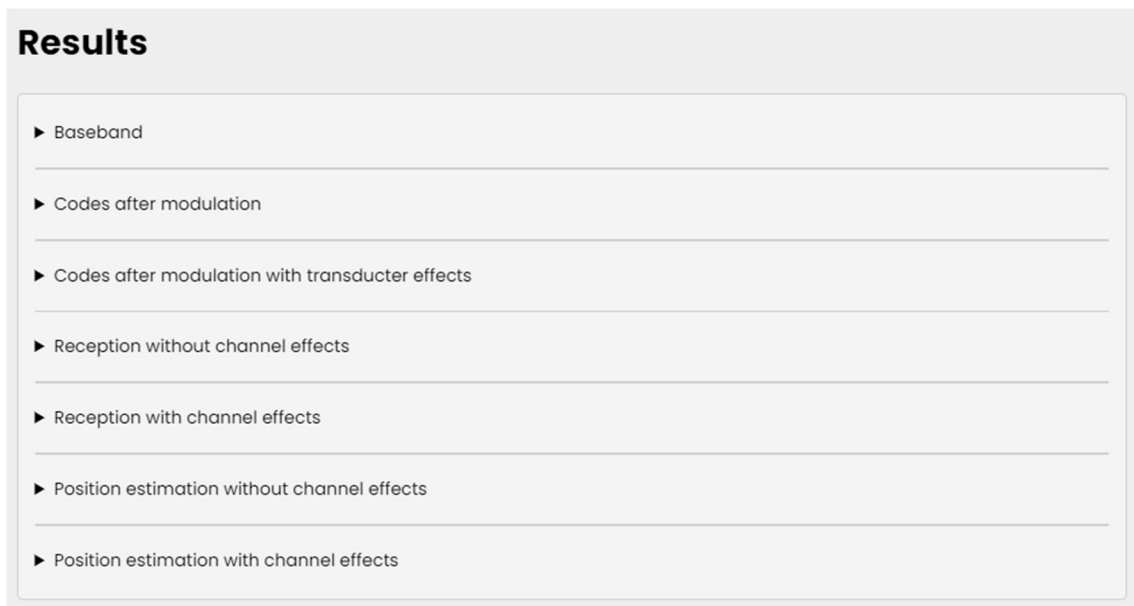 Results
Baseband
Codes after modulation
Codes after modulation with transducter effects
Reception without channel effects
Reception with channel effects
Position estimation without channel effects
Position estimation with channel effects